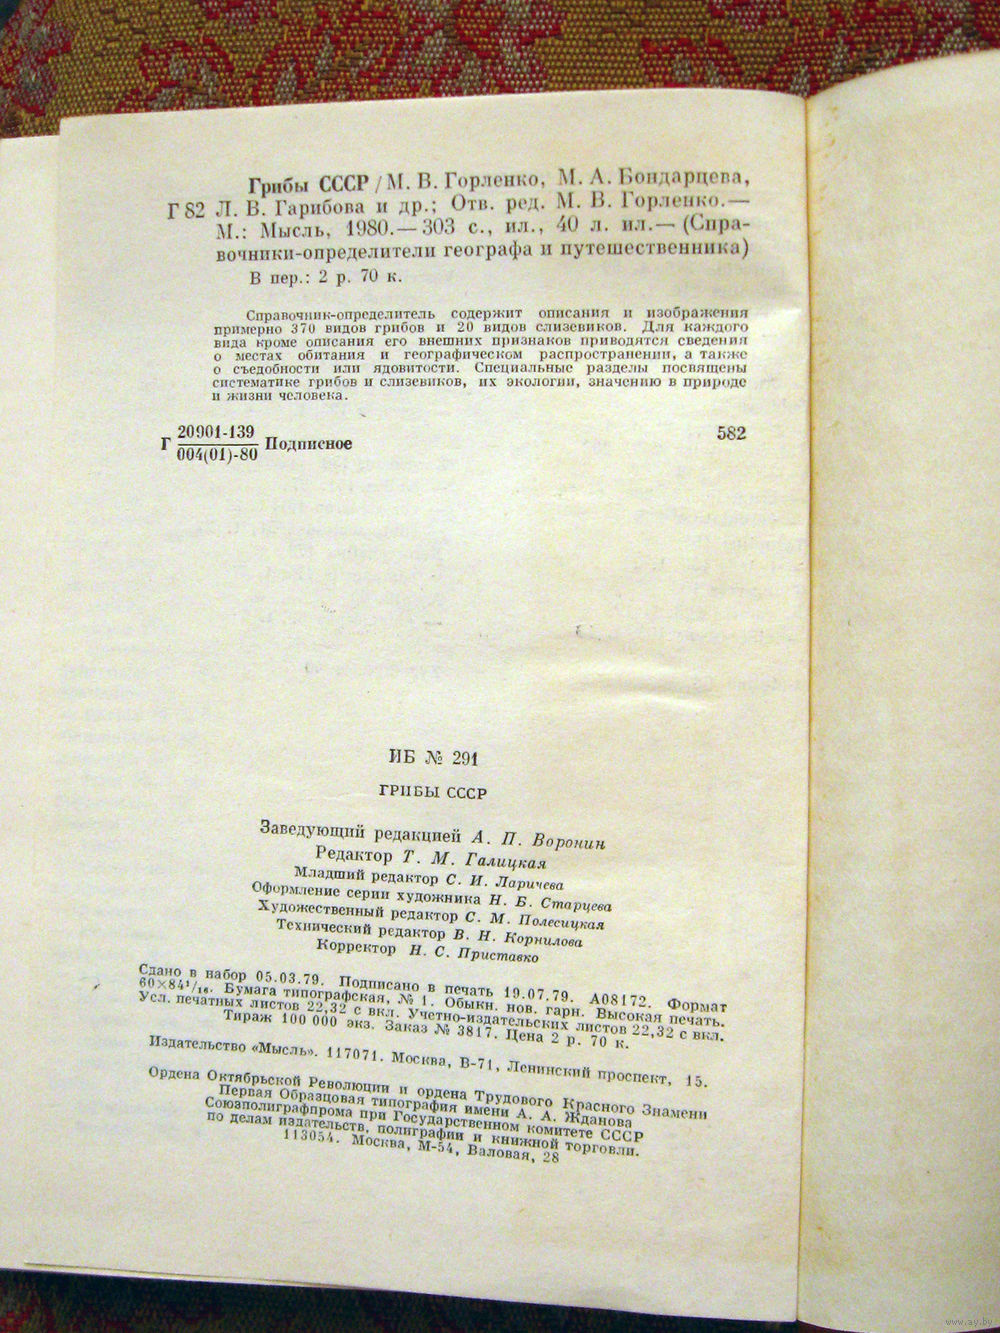 Грибы СССР / М. В. Горленко, М. А. Бондарцева,
Г 82 Л. В. Гарибова и др.; Отв. ред. М. В. Горленко.—
М.: Мысль, 1980.— 303 с., ил., 40 л. ил.— (Спра-
вочники-определители географа и путешественника)
В пер.: 2 р. 70 к.
Справочник-определитель содержит описания и изображения
примерно 370 видов грибов и 20 видов слизевиков. Для каждого
вида кроме описания его внешних признаков приводятся сведения
о местах обитания и географическом распространении, а также
о съедобности или ядовитости. Специальные разделы посвящены
систематике грибов и слизевиков, их экологии, значению в природе
и жизни человека.
20901-139
Г Подписное 582
004(01)-80
ИБ № 291
ГРИБЫ СССР
Заведующий редакцией А. П. Воронин
Редактор Т. М. Галицкая
Младший редактор С. И. Ларичева
Оформление серии художника Н. Б. Старцева
Художественный редактор С. М. Полесицкая
Технический редактор В. Н. Корнилова
Корректор Н. С. Приставко
Сдано в набор 05.03.79. Подписано в печать 19.07.79. А08172. Формат
60×84¹/₁₆. Бумага типографская, № 1. Обыкн. нов. гарн. Высокая печать.
Усл. печатных листов 22,32 с вкл. Учетно-издательских листов 22,32 с вкл.
Тираж 100 000 экз. Заказ № 3817. Цена 2 р. 70 к.
Издательство «Мысль». 117071. Москва, В-71, Ленинский проспект, 15.
Ордена Октябрьской Революции и ордена Трудового Красного Знамени
Первая Образцовая типография имени А. А. Жданова
Союзполиграфпрома при Государственном комитете СССР
по делам издательств, полиграфии и книжной торговли.
113054. Москва, М-54, Валовая, 28
www.ay.by